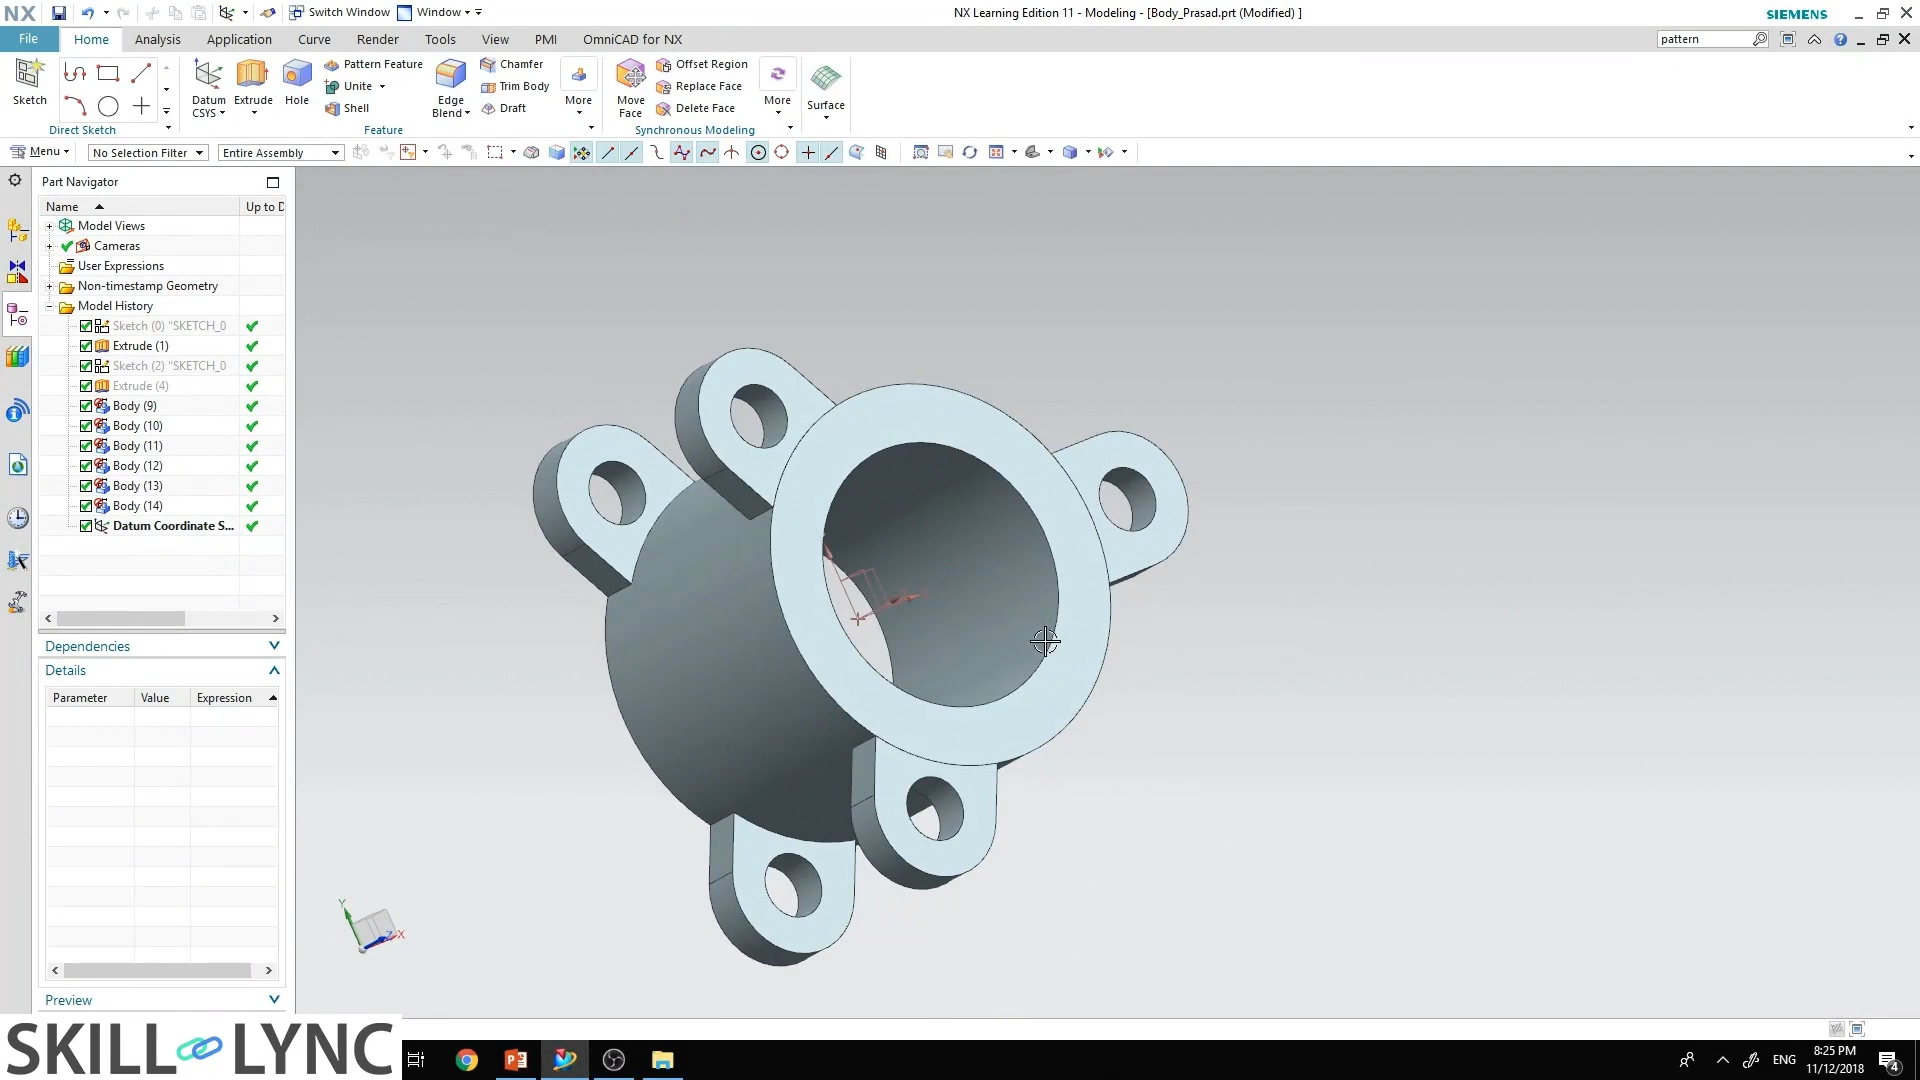 NX
Switch Window
Window
NX Learning Edition 11 - Modeling - [Body_Prasad.prt (Modified) ]
SIEMENS
File
Home
Analysis
Application
Curve
Render
Tools
View
PMI
OmniCAD for NX
pattern
Sketch
Direct Sketch
Datum
CSYS
Extrude
Hole
Pattern Feature
Unite
Shell
Edge
Blend
Chamfer
Trim Body
Draft
More
Feature
Move
Face
Offset Region
Replace Face
Delete Face
More
Synchronous Modeling
Surface
Menu
No Selection Filter
Entire Assembly
Part Navigator
Name
Up to D
Model Views
Cameras
User Expressions
Non-timestamp Geometry
Model History
Sketch (0) "SKETCH_0
Extrude (1)
Sketch (2) "SKETCH_0
Extrude (4)
Body (9)
Body (10)
Body (11)
Body (12)
Body (13)
Body (14)
Datum Coordinate S...
Dependencies
Details
Parameter
Value
Expression
Preview
Y
Z
X
SKILL LYNC
ENG
8:25 PM
11/12/2018
4